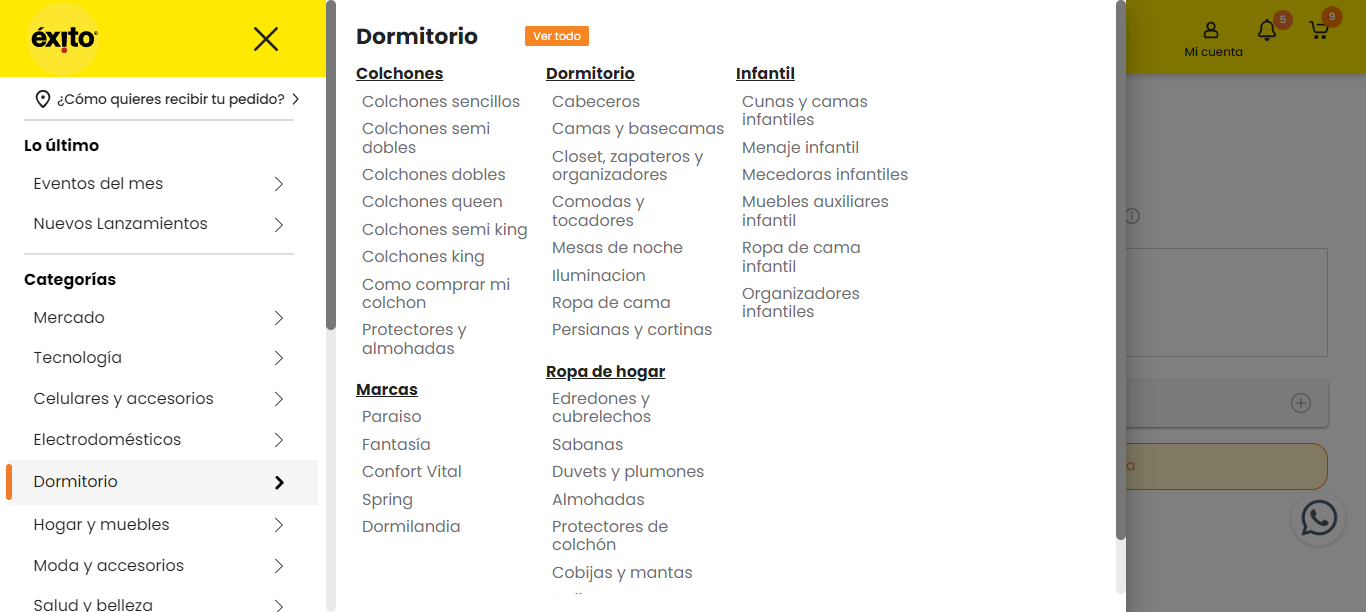 éxito
¿Cómo quieres recibir tu pedido?
Lo último
Eventos del mes
Nuevos Lanzamientos
Categorías
Mercado
Tecnología
Celulares y accesorios
Electrodomésticos
Dormitorio
Hogar y muebles
Moda y accesorios
Salud y belleza
Dormitorio
Ver todo
Colchones
Colchones sencillos
Colchones semi
dobles
Colchones dobles
Colchones queen
Colchones semi king
Colchones king
Como comprar mi
colchon
Protectores y
almohadas
Marcas
Paraiso
Fantasía
Confort Vital
Spring
Dormilandia
Dormitorio
Cabeceros
Camas y basecamas
Closet, zapateros y
organizadores
Comodas y
tocadores
Mesas de noche
Iluminacion
Ropa de cama
Persianas y cortinas
Ropa de hogar
Edredones y
cubrelechos
Sabanas
Duvets y plumones
Almohadas
Protectores de
colchón
Cobijas y mantas
Infantil
Cunas y camas
infantiles
Menaje infantil
Mecedoras infantiles
Muebles auxiliares
infantil
Ropa de cama
infantil
Organizadores
infantiles
Mi cuenta
5
9